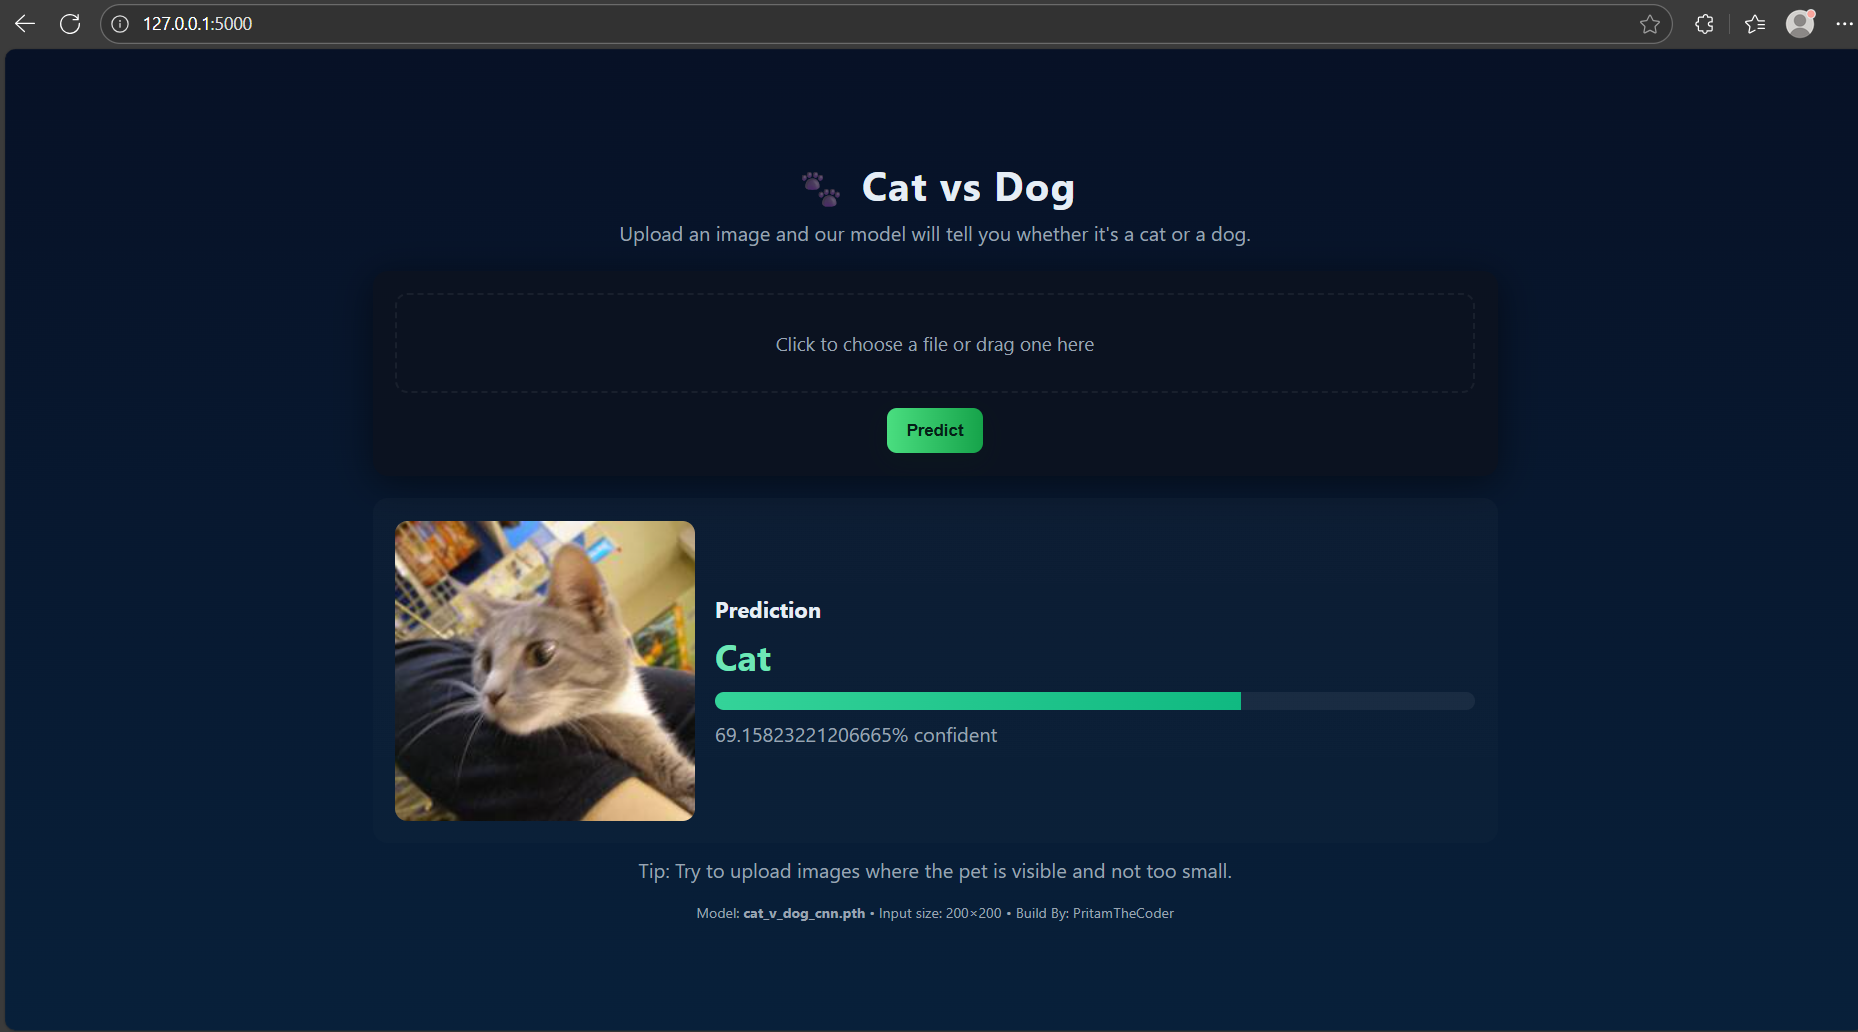 127.0.0.1:5000
Cat vs Dog
Upload an image and our model will tell you whether it's a cat or a dog.
Click to choose a file or drag one here
Predict
Prediction
Cat
69.15823221206665% confident
Tip: Try to upload images where the pet is visible and not too small.
Model: cat_v_dog_cnn.pth • Input size: 200×200 • Build By: PritamTheCoder